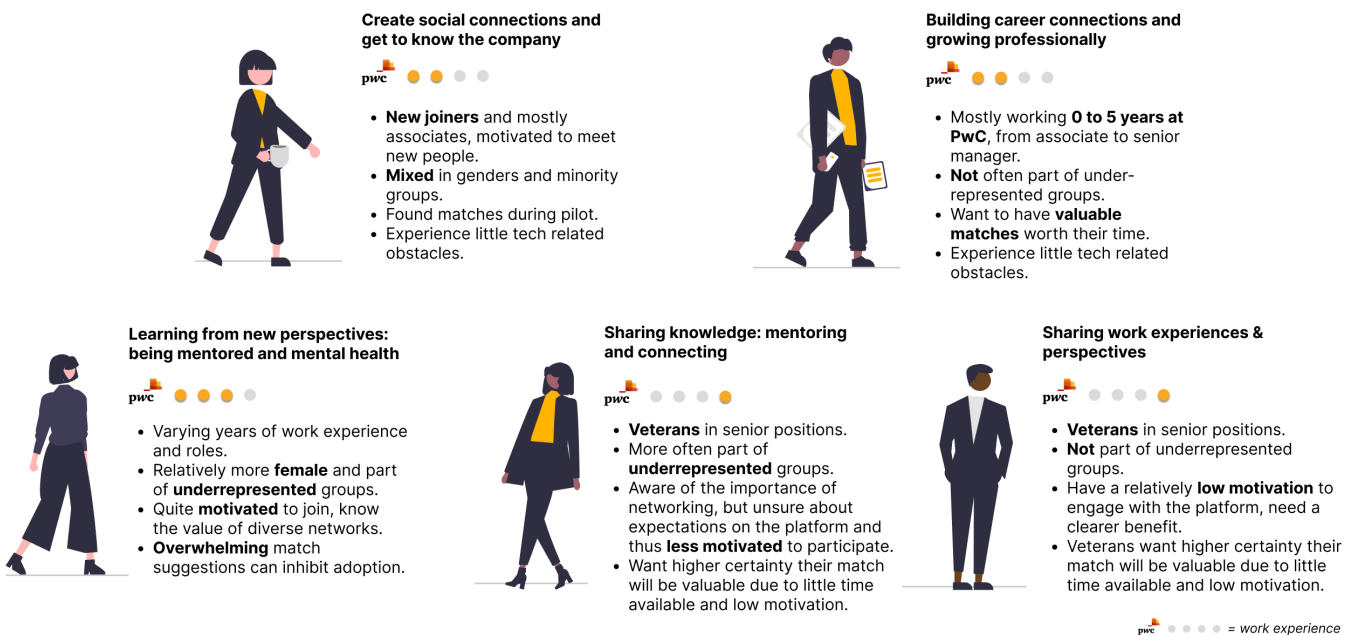 Create social connections and
get to know the company
pwc
• New joiners and mostly
associates, motivated to meet
new people.
• Mixed in genders and minority
groups.
• Found matches during pilot.
• Experience little tech related
obstacles.
Building career connections and
growing professionally
pwc
• Mostly working 0 to 5 years at
PwC, from associate to senior
manager.
• Not often part of under-
represented groups.
• Want to have valuable
matches worth their time.
• Experience little tech related
obstacles.
Learning from new perspectives:
being mentored and mental health
pwc
• Varying years of work experience
and roles.
• Relatively more female and part
of underrepresented groups.
• Quite motivated to join, know
the value of diverse networks.
• Overwhelming match
suggestions can inhibit adoption.
Sharing knowledge: mentoring
and connecting
pwc
• Veterans in senior positions.
• More often part of
underrepresented groups.
• Aware of the importance of
networking, but unsure about
expectations on the platform and
thus less motivated to participate.
• Want higher certainty their match
will be valuable due to little time
available and low motivation.
Sharing work experiences &
perspectives
pwc
• Veterans in senior positions.
• Not part of underrepresented
groups.
• Have a relatively low motivation to
engage with the platform, need a
clearer benefit.
• Veterans want higher certainty their
match will be valuable due to little
time available and low motivation.
pwc = work experience